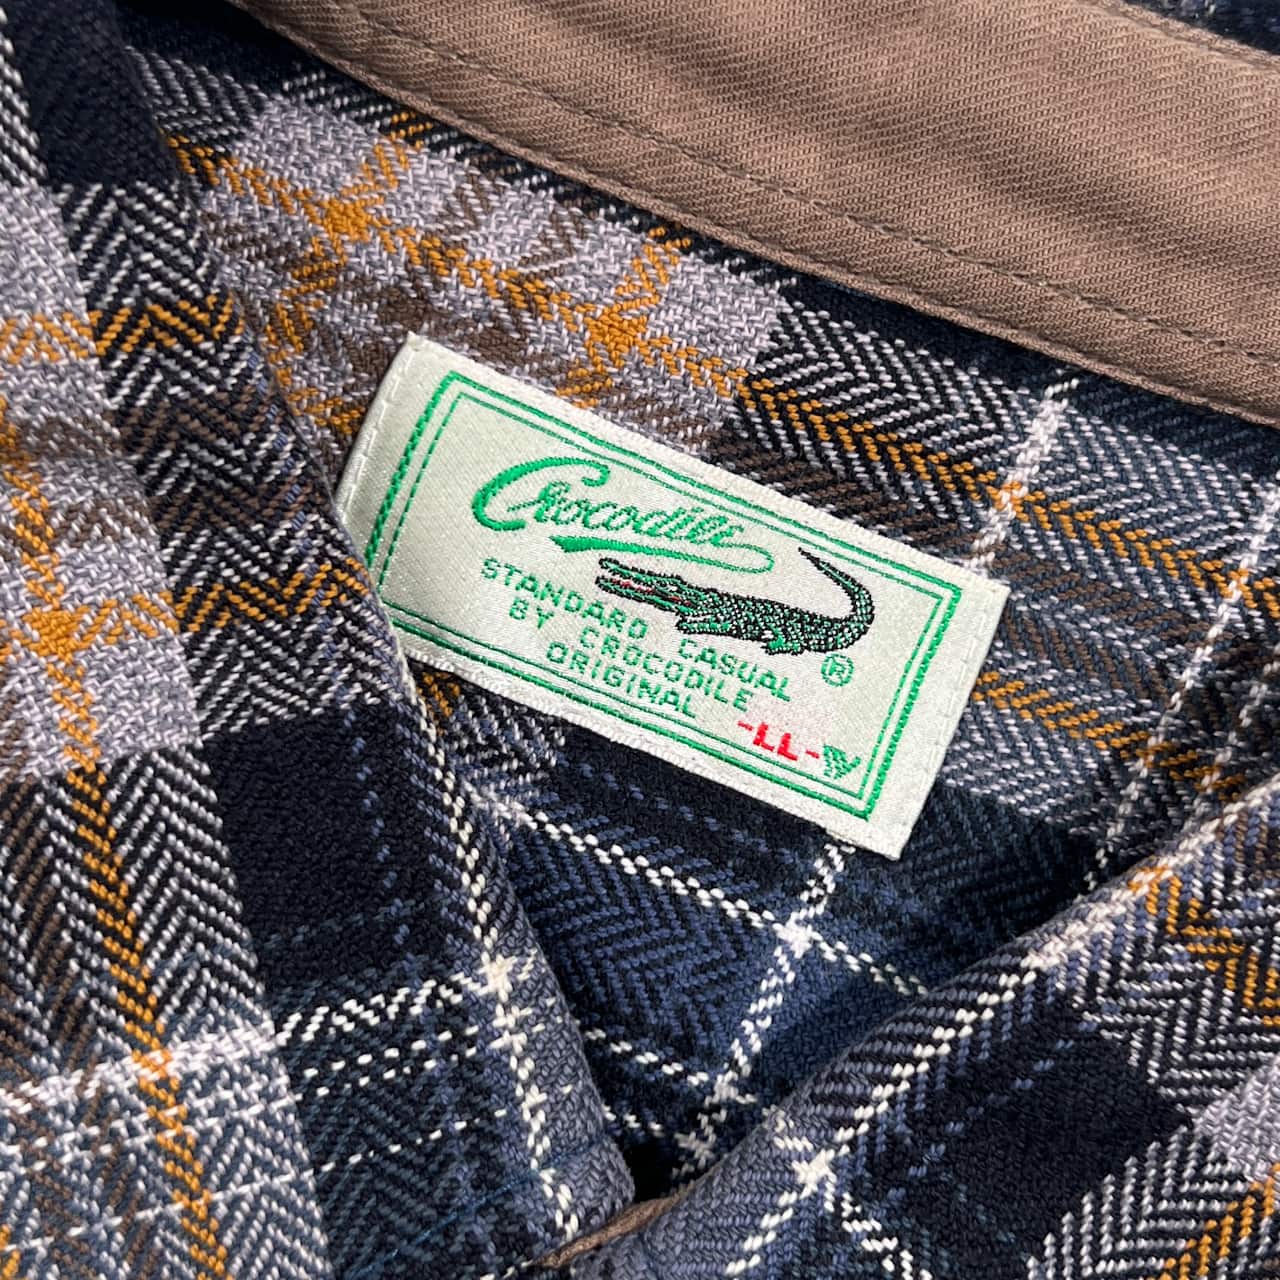 Crocodile
STANDARD CASUAL
BY CROCODILE
ORIGINAL
®
-LL-